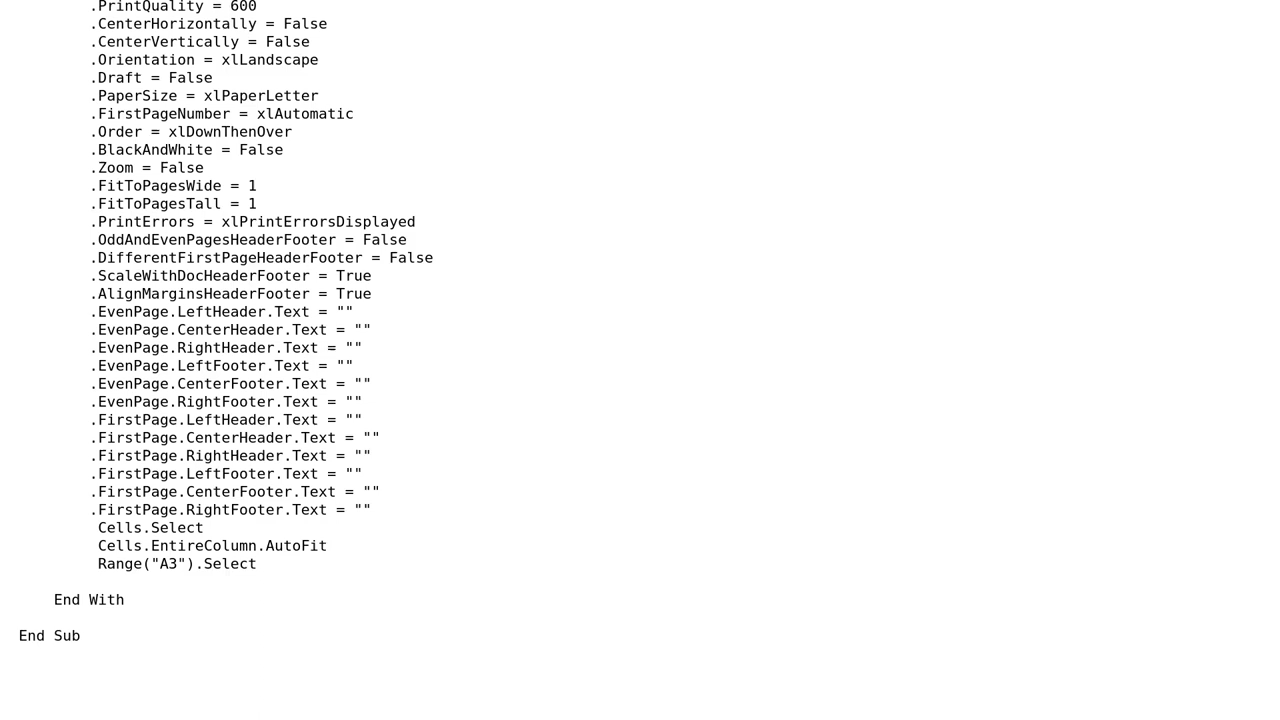 .PrintQuality = 600
.CenterHorizontally = False
.CenterVertically = False
.Orientation = xlLandscape
.Draft = False
.PaperSize = xlPaperLetter
.FirstPageNumber = xlAutomatic
.Order = xlDownThenOver
.BlackAndWhite = False
.Zoom = False
.FitToPagesWide = 1
.FitToPagesTall = 1
.PrintErrors = xlPrintErrorsDisplayed
.OddAndEvenPagesHeaderFooter = False
.DifferentFirstPageHeaderFooter = False
.ScaleWithDocHeaderFooter = True
.AlignMarginsHeaderFooter = True
.EvenPage.LeftHeader.Text = ""
.EvenPage.CenterHeader.Text = ""
.EvenPage.RightHeader.Text = ""
.EvenPage.LeftFooter.Text = ""
.EvenPage.CenterFooter.Text = ""
.EvenPage.RightFooter.Text = ""
.FirstPage.LeftHeader.Text = ""
.FirstPage.CenterHeader.Text = ""
.FirstPage.RightHeader.Text = ""
.FirstPage.LeftFooter.Text = ""
.FirstPage.CenterFooter.Text = ""
.FirstPage.RightFooter.Text = ""
Cells.Select
Cells.EntireColumn.AutoFit
Range("A3").Select
End With
End Sub